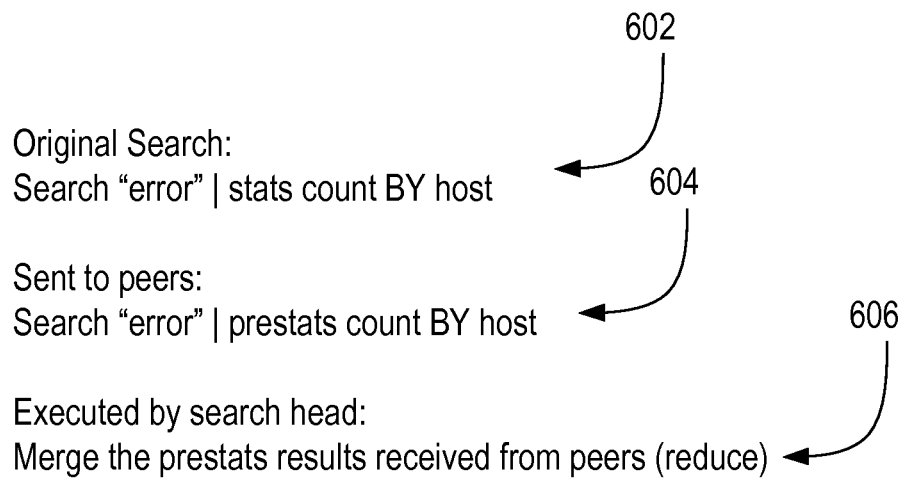 602
Original Search:
Search “error” | stats count BY host
604
Sent to peers:
Search “error” | prestats count BY host
606
Executed by search head:
Merge the prestats results received from peers (reduce)